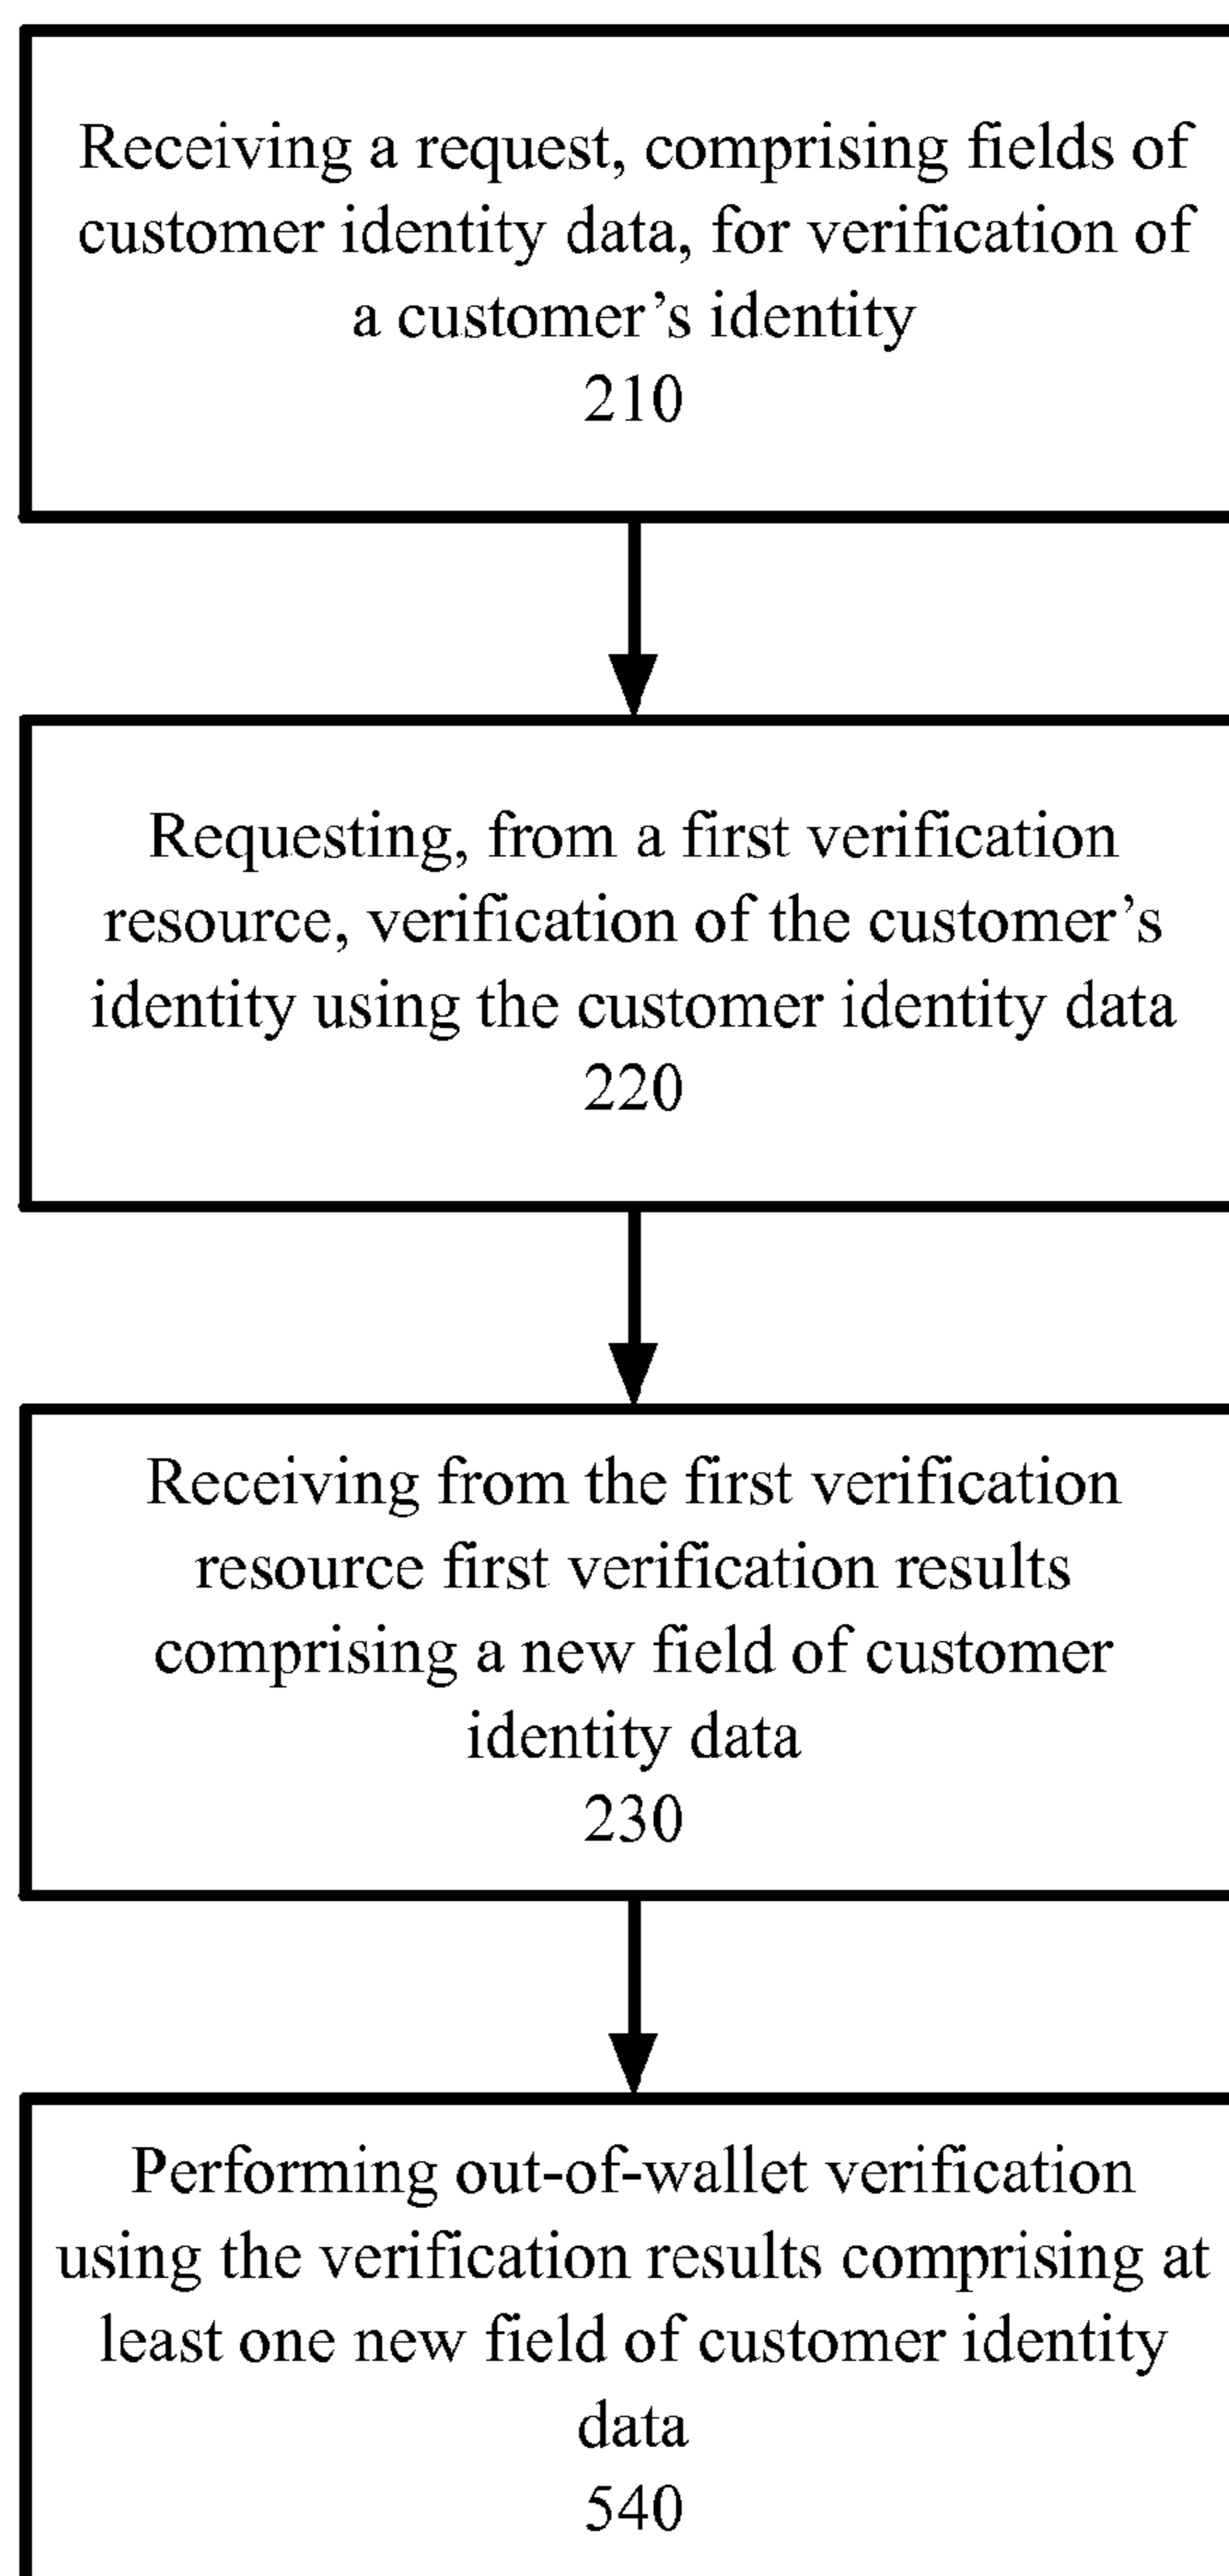 Receiving a request, comprising fields of
customer identity data, for verification of
a customer’s identity
210
Requesting, from a first verification
resource, verification of the customer’s
identity using the customer identity data
220
Receiving from the first verification
resource first verification results
comprising a new field of customer
identity data
230
Performing out-of-wallet verification
using the verification results comprising at
least one new field of customer identity
data
540